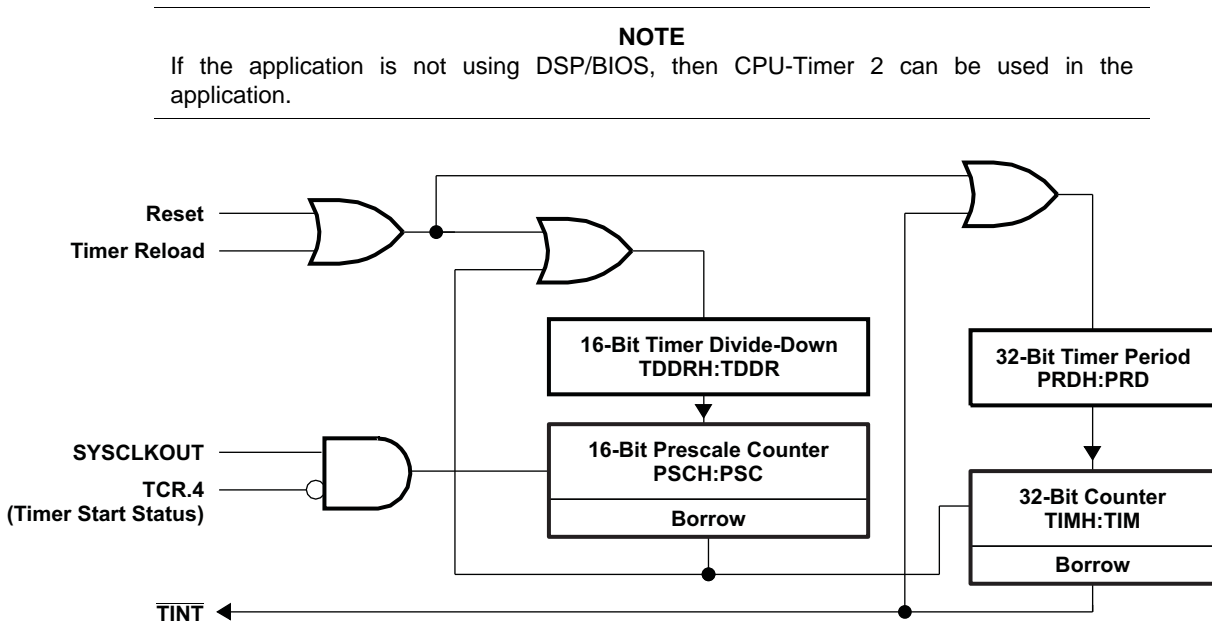 NOTE
If the application is not using DSP/BIOS, then CPU-Timer 2 can be used in the
application.
Reset
Timer Reload
16-Bit Timer Divide-Down
TDDRH:TDDR
32-Bit Timer Period
PRDH:PRD
SYSCLKOUT
TCR.4
(Timer Start Status)
16-Bit Prescale Counter
PSCH:PSC
Borrow
32-Bit Counter
TIMH:TIM
Borrow
TINT